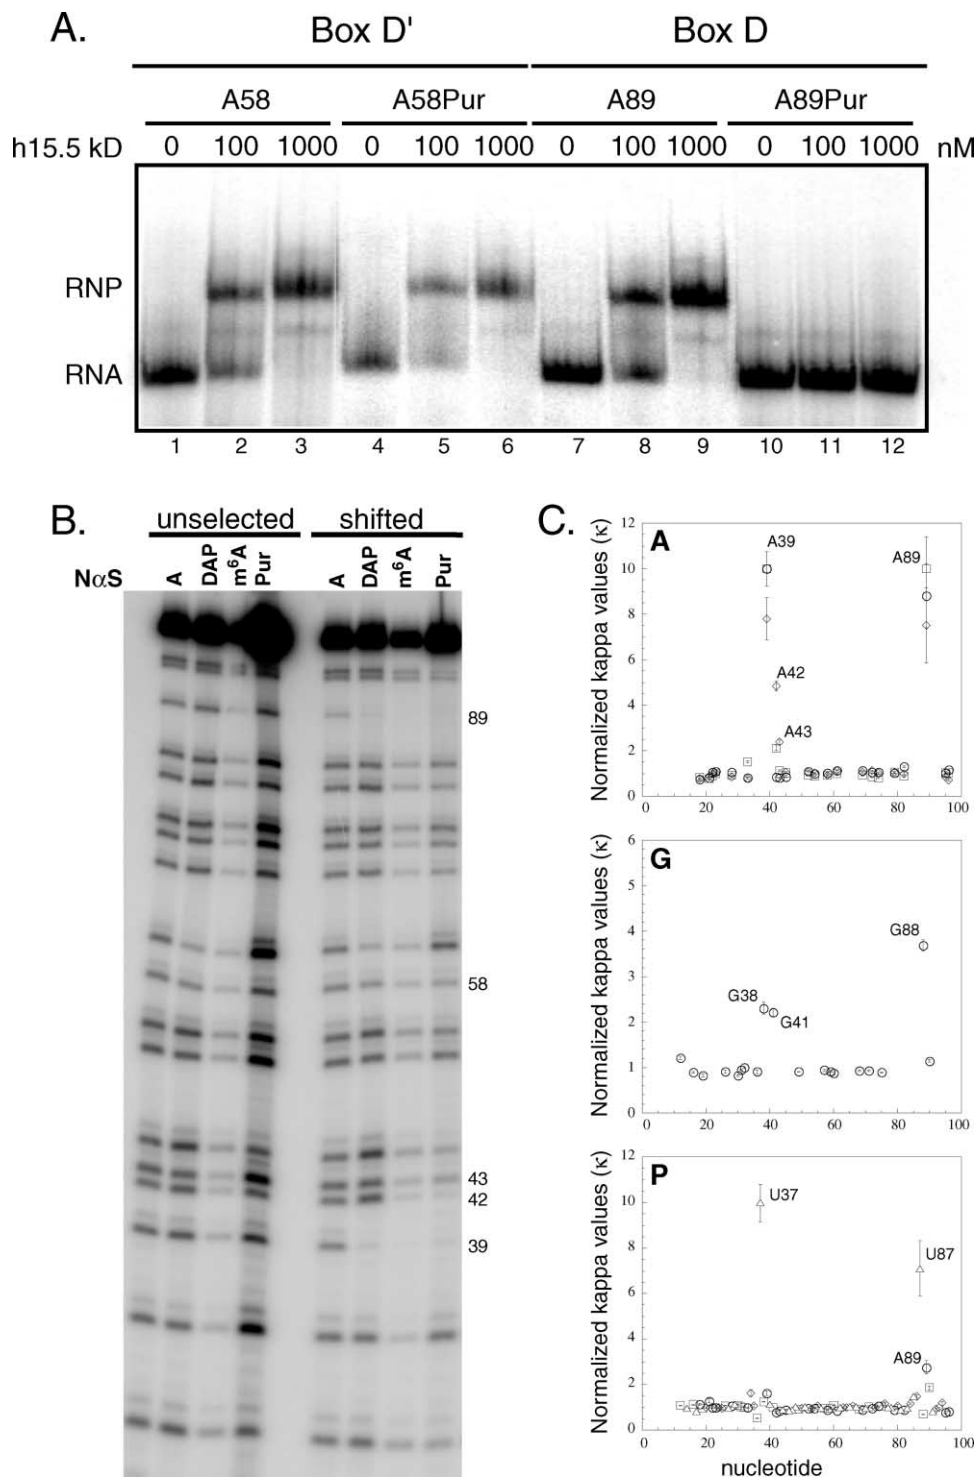 A.
Box D' Box D
A58 A58Pur A89 A89Pur
h15.5 kD 0 100 1000 0 100 1000 0 100 1000 0 100 1000 nM
RNP
RNA
1 2 3 4 5 6 7 8 9 10 11 12
B.
unselected shifted
NαS A DAP m⁶A Pur A DAP m⁶A Pur
89
58
43
42
39
C.
A
Normalized kappa values (κ)
12
10
8
6
4
2
0
A39
A89
A42
A43
0 20 40 60 80 100
G
Normalized kappa values (κ)
6
5
4
3
2
1
0
G88
G38
G41
0 20 40 60 80 100
P
Normalized kappa values (κ)
12
10
8
6
4
2
0
U37
U87
A89
0 20 40 60 80 100
nucleotide